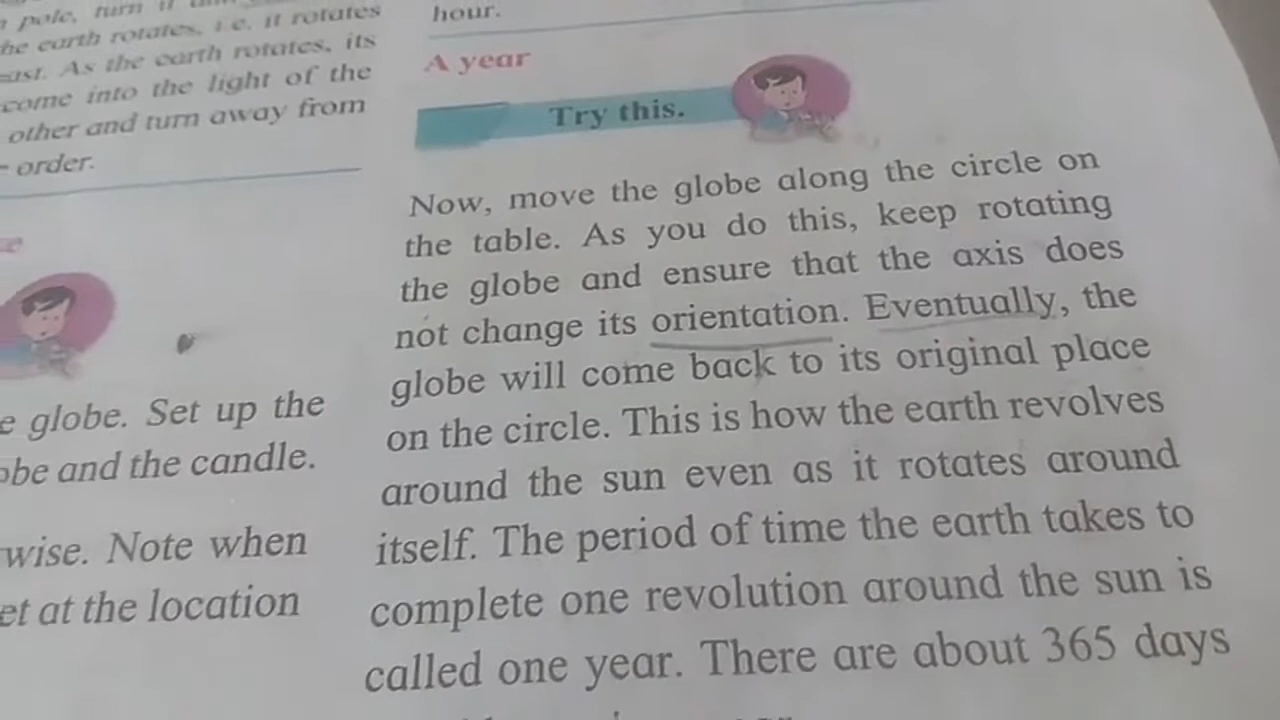 pole, turn it
the earth rotates, i.e. it rotates
east. As the earth rotates, its
come into the light of the
other and turn away from
order.
e globe. Set up the
obe and the candle.
wise. Note when
et at the location
hour.
A year
Try this.
Now, move the globe along the circle on
the table. As you do this, keep rotating
the globe and ensure that the axis does
not change its orientation. Eventually, the
globe will come back to its original place
on the circle. This is how the earth revolves
around the sun even as it rotates around
itself. The period of time the earth takes to
complete one revolution around the sun is
called one year. There are about 365 days